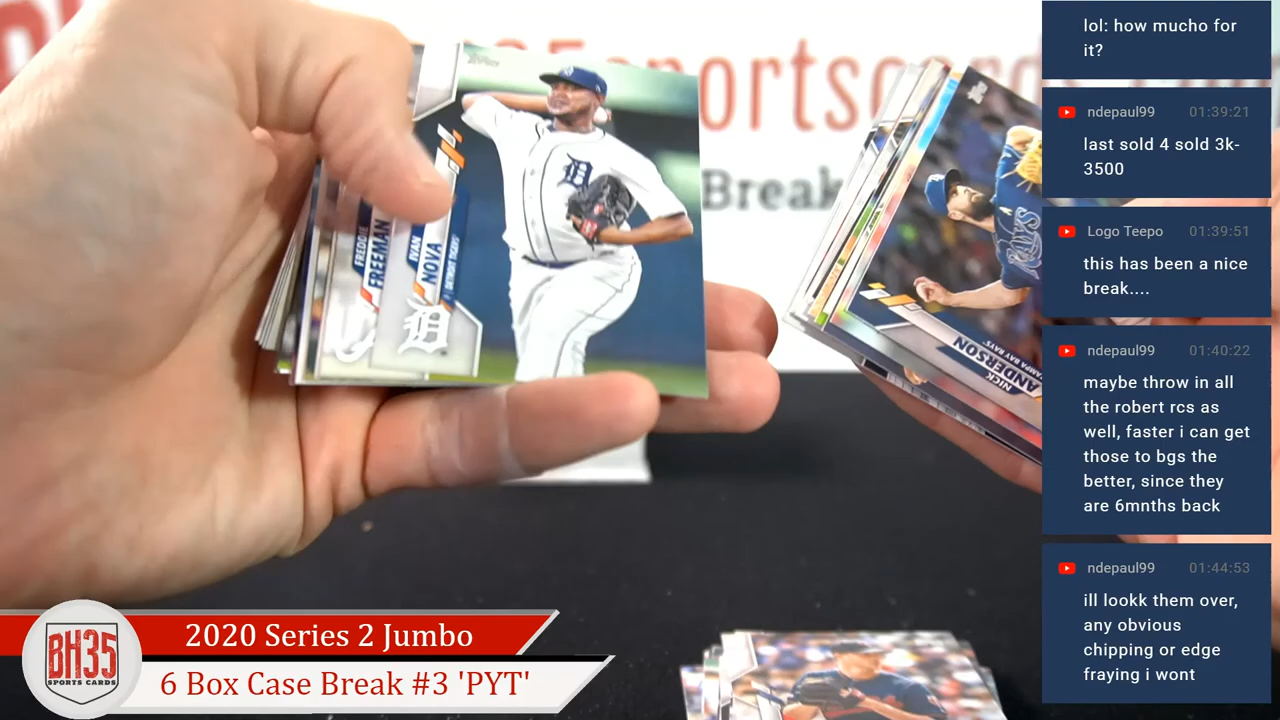 lol: how mucho for
it?
ndepaul99 01:39:21
last sold 4 sold 3k-
3500
Logo Teepo 01:39:51
this has been a nice
break....
ndepaul99 01:40:22
maybe throw in all
the robert rcs as
well, faster i can get
those to bgs the
better, since they
are 6mnths back
ndepaul99 01:44:53
ill lookk them over,
any obvious
chipping or edge
fraying i wont
sportscards
Break
Topps
FREDDIE
FREEMAN
IVAN
NOVA
DETROIT TIGERS
D
D
Topps
RAYS
NICK
ANDERSON
TAMPA BAY RAYS
BH35
SPORTS CARDS
2020 Series 2 Jumbo
6 Box Case Break #3 'PYT'